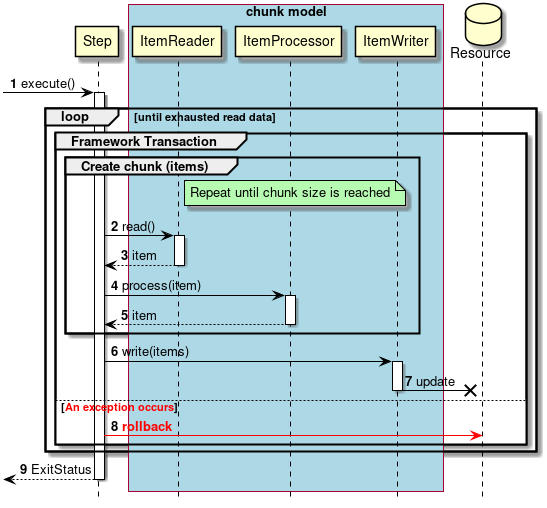 chunk model
Step
ItemReader
ItemProcessor
ItemWriter
Resource
1 execute()
loop
[until exhausted read data]
Framework Transaction
Create chunk (items)
Repeat until chunk size is reached
2 read()
3 item
4 process(item)
5 item
6 write(items)
7 update
[An exception occurs]
8 rollback
9 ExitStatus